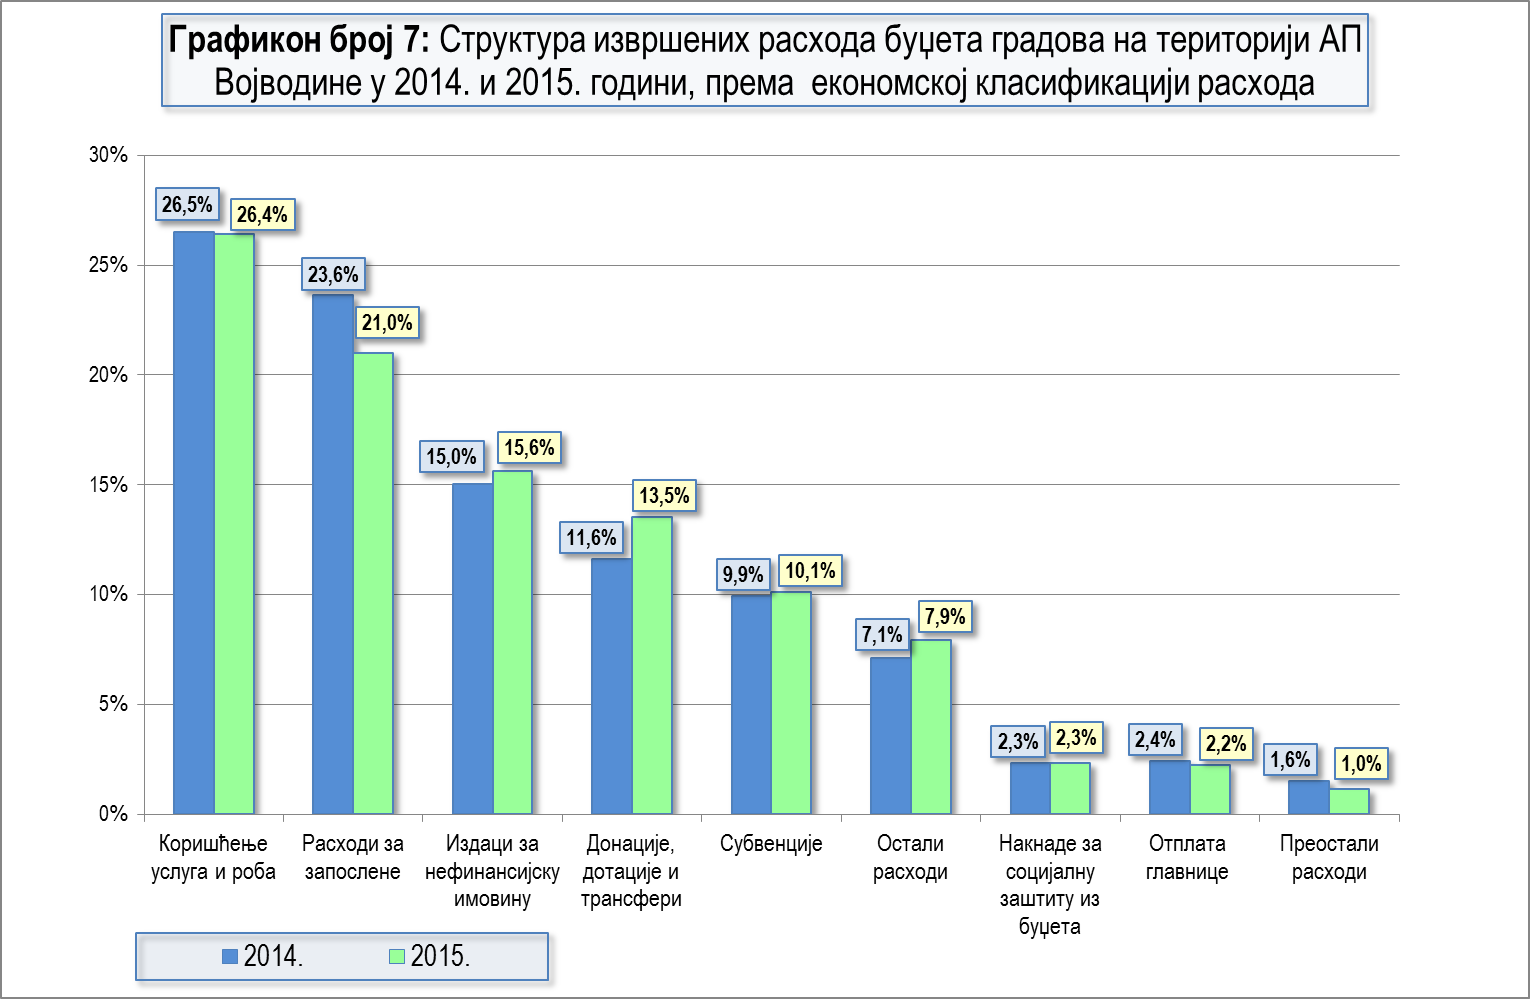 Графикон број 7: Структура извршених расхода буџета градова на територији АП
Војводине у 2014. и 2015. години, према  економској класификацији расхода
30%
25%
20%
15%
10%
5%
0%
26,5%
26,4%
23,6%
21,0%
15,0%
15,6%
11,6%
13,5%
9,9%
10,1%
7,1%
7,9%
2,3%
2,3%
2,4%
2,2%
1,6%
1,0%
Коришћење
услуга и роба
Расходи за
запослене
Издаци за
нефинансијску
имовину
Донације,
дотације и
трансфери
Субвенције
Остали
расходи
Накнаде за
социјалну
заштиту из
буџета
Отплата
главнице
Преостали
расходи
2014.
2015.